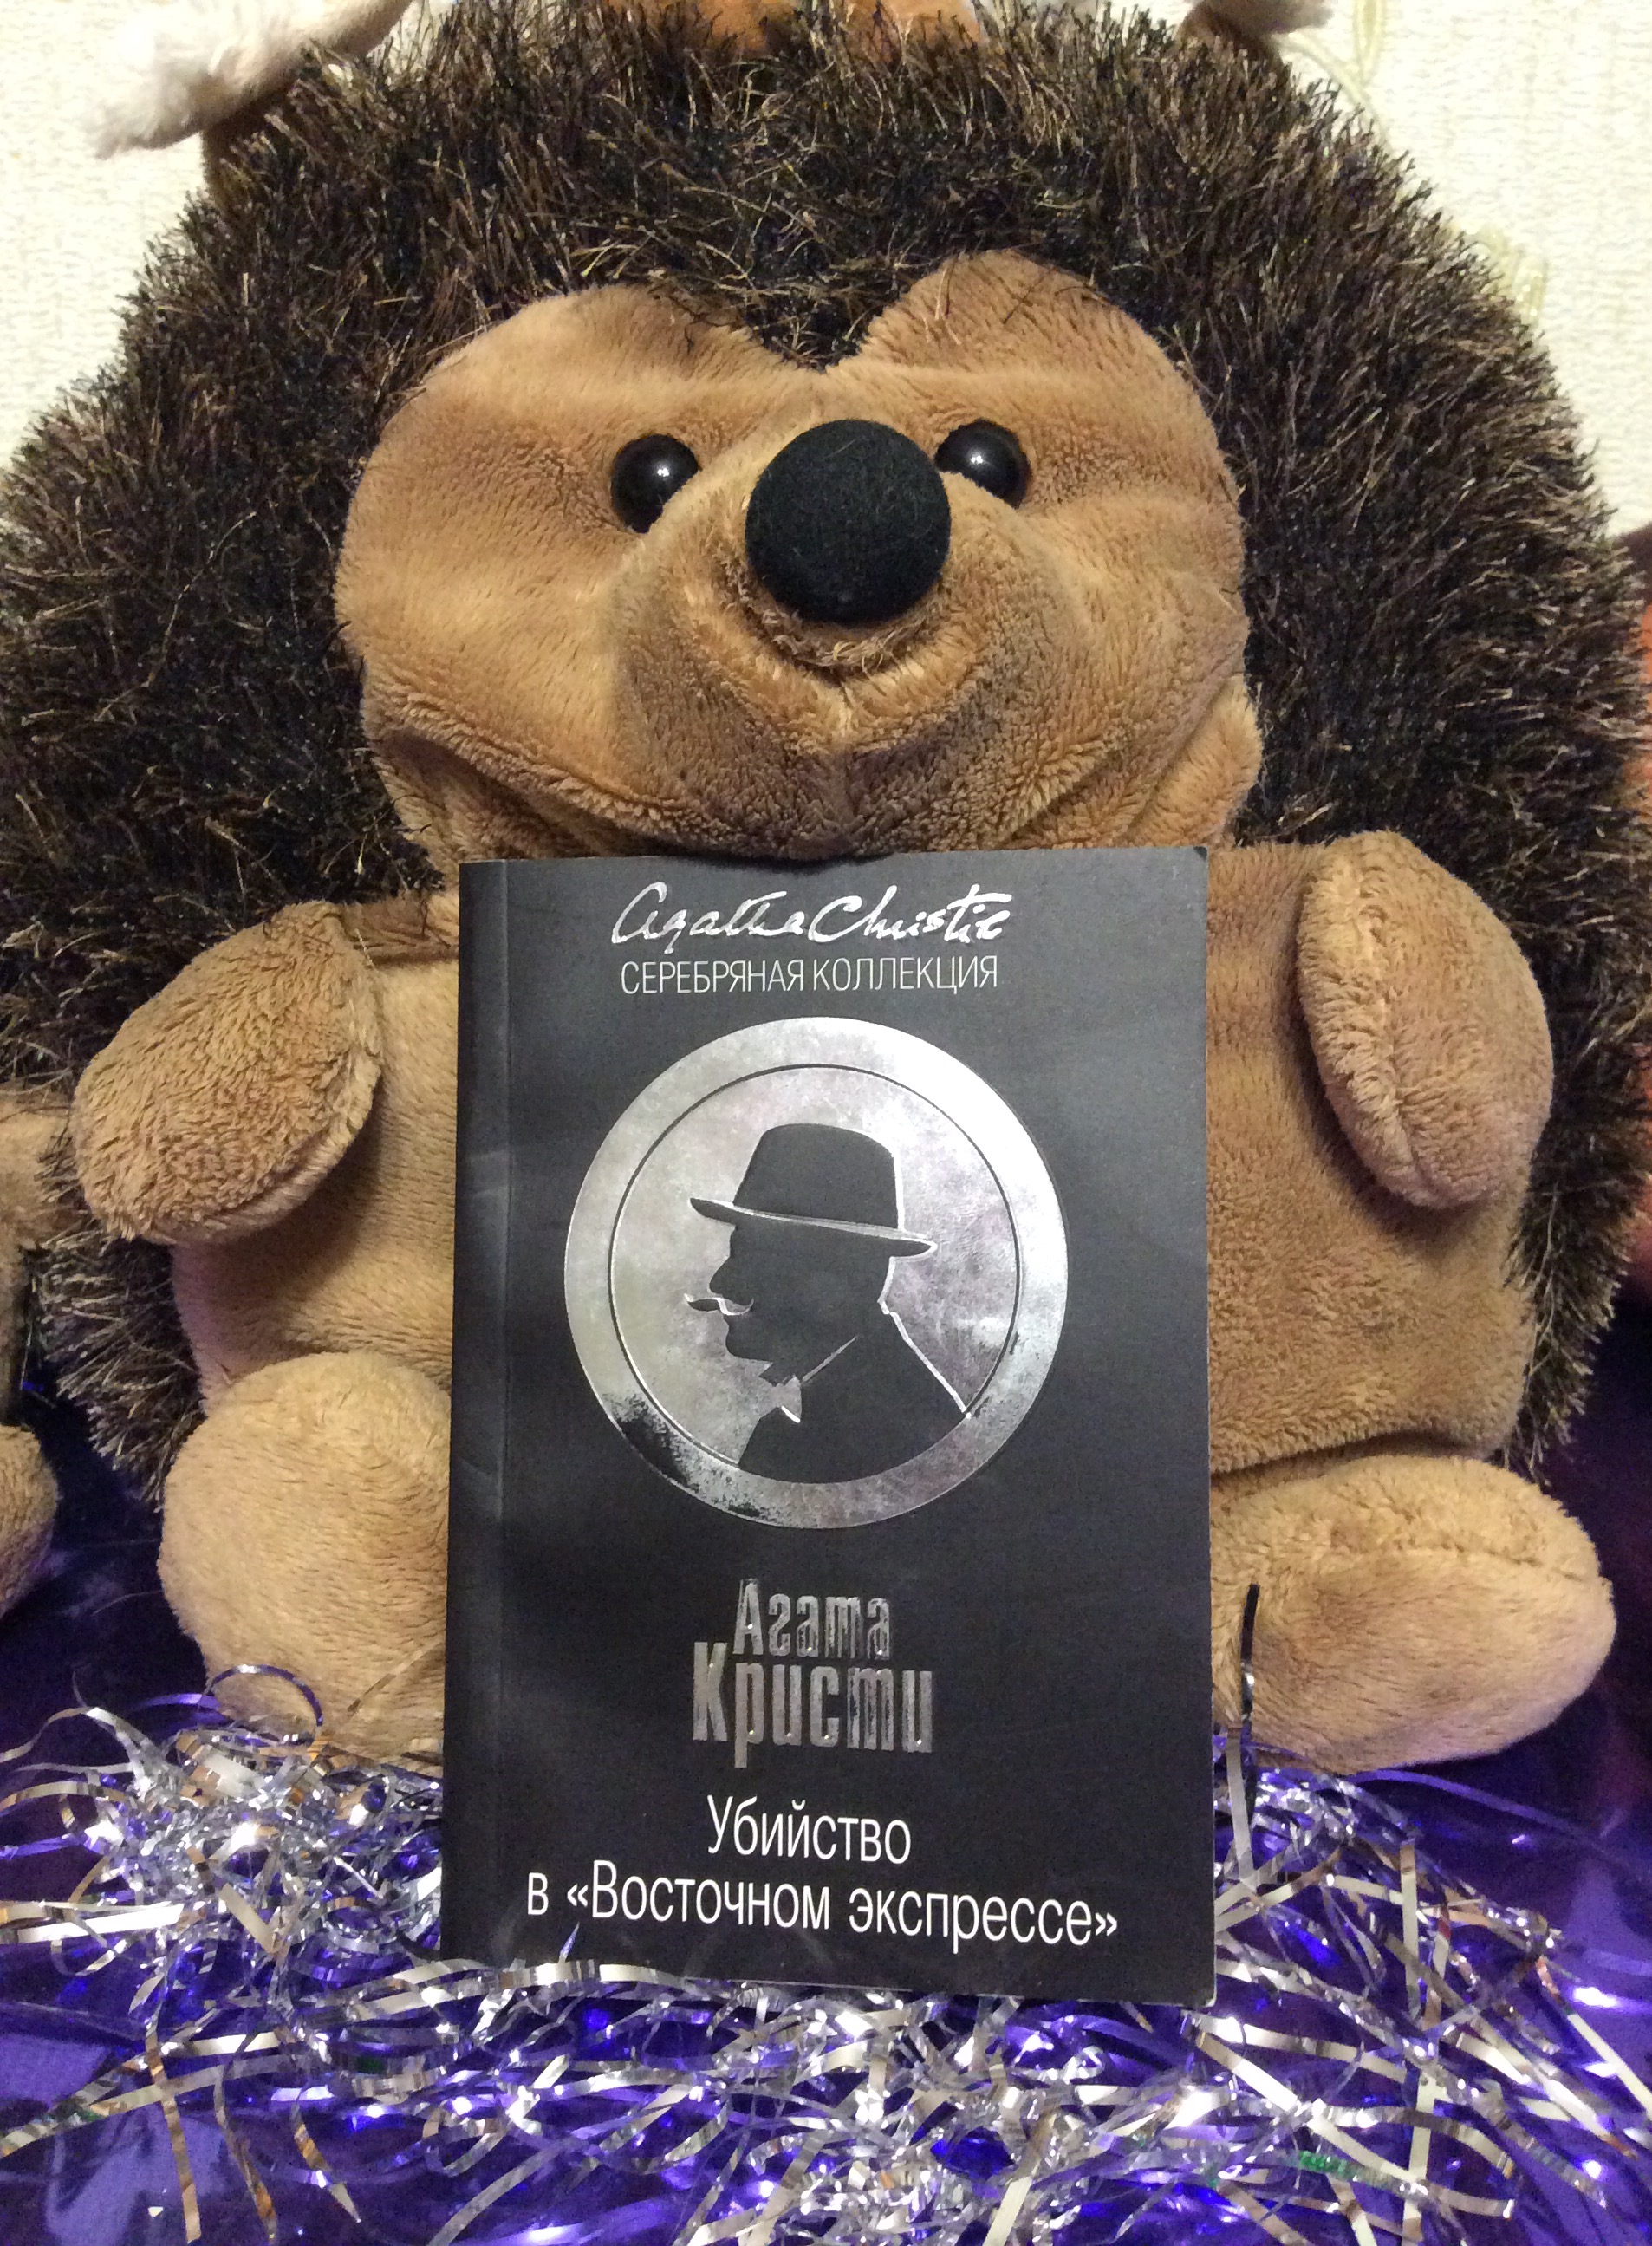 Agatha Christie
СЕРЕБРЯНАЯ КОЛЛЕКЦИЯ
Агата
Кристи
Убийство
в «Восточном экспрессе»